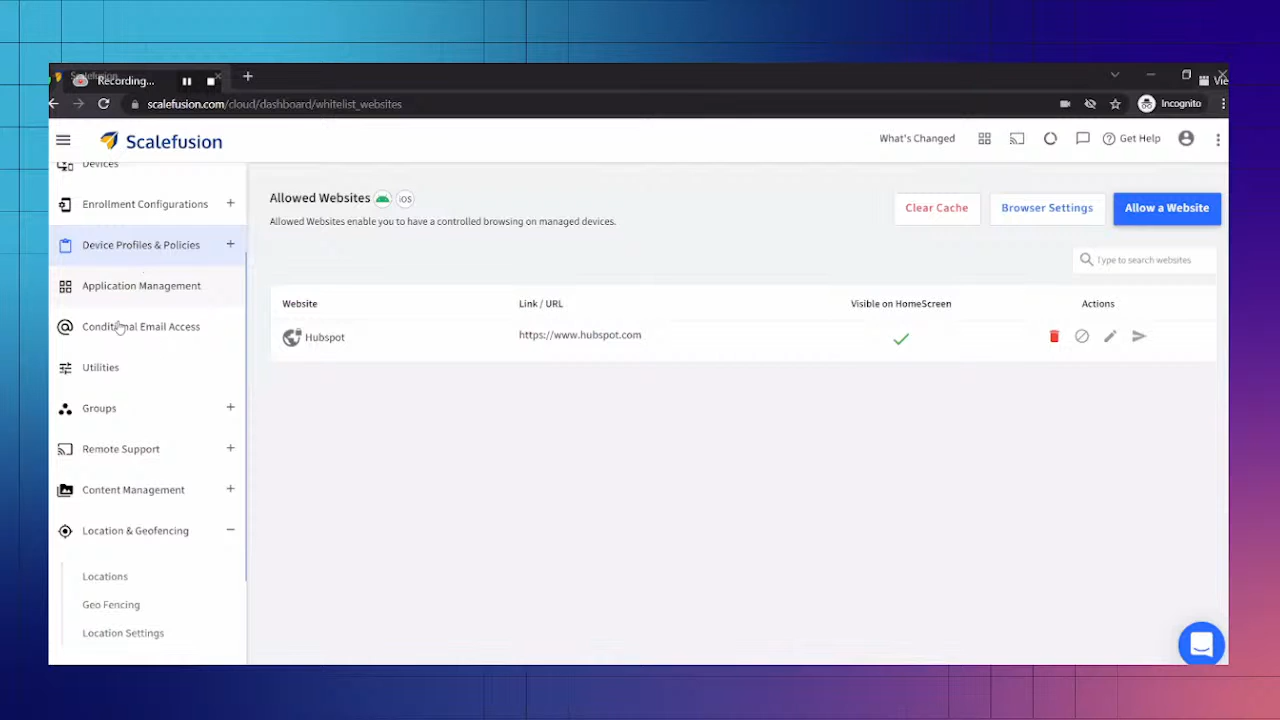 Scalefusion
Recording...
scalefusion.com/cloud/dashboard/whitelist_websites
Incognito
Scalefusion
What's Changed
Get Help
Devices
Enrollment Configurations
Device Profiles & Policies
Application Management
Conditional Email Access
Utilities
Groups
Remote Support
Content Management
Location & Geofencing
Locations
Geo Fencing
Location Settings
Allowed Websites
iOS
Allowed Websites enable you to have a controlled browsing on managed devices.
Clear Cache
Browser Settings
Allow a Website
Type to search websites
Website Link / URL Visible on HomeScreen Actions
Hubspot https://www.hubspot.com